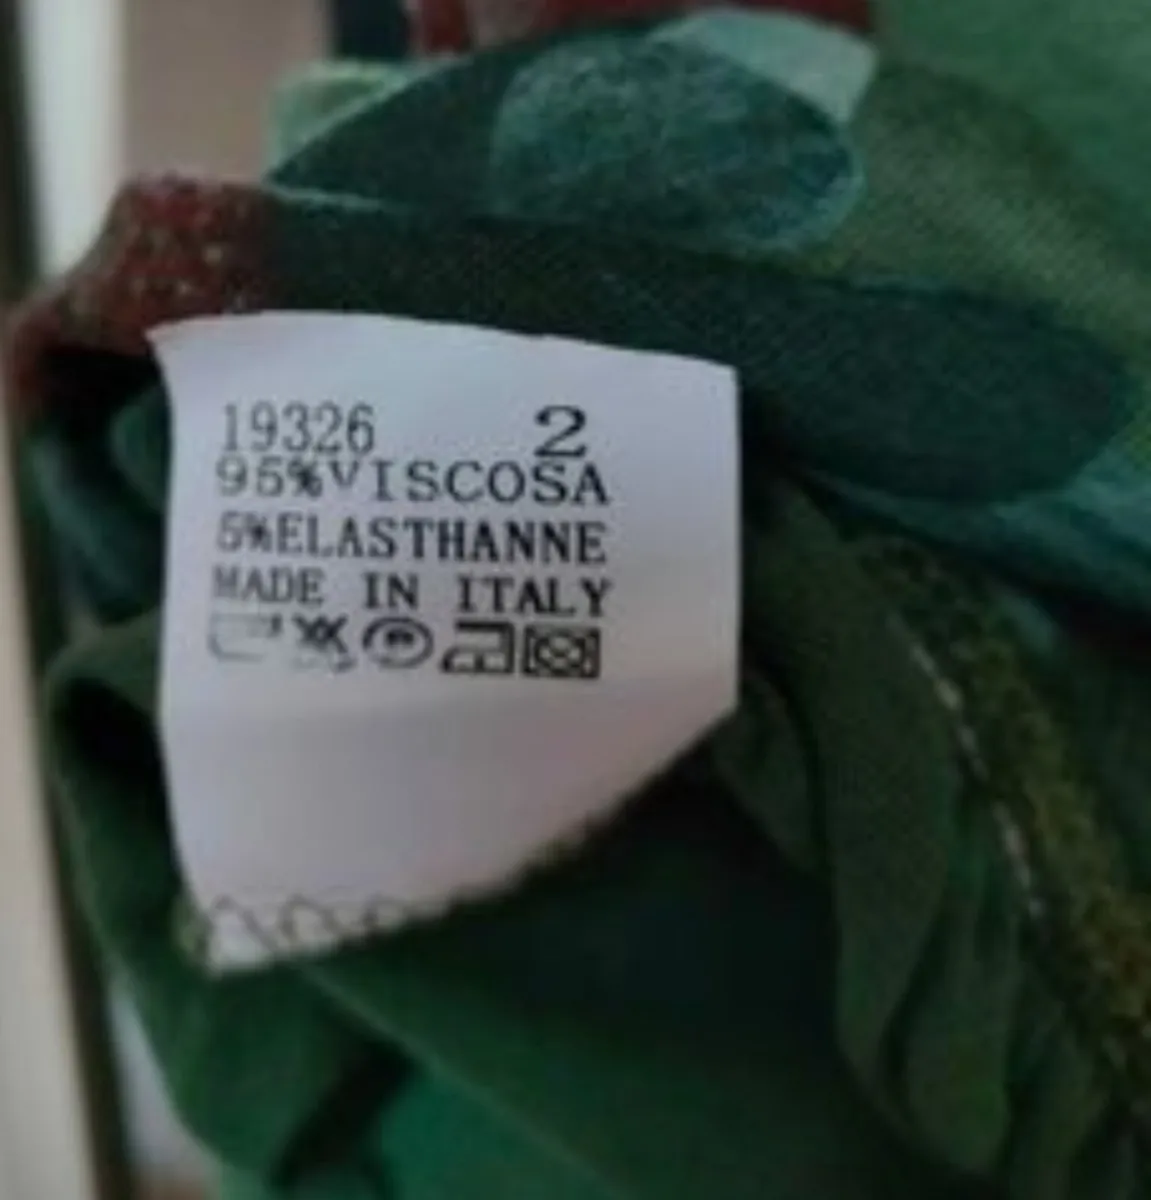 19326 2
95%VISCOSA
5%ELASTHANNE
MADE IN ITALY